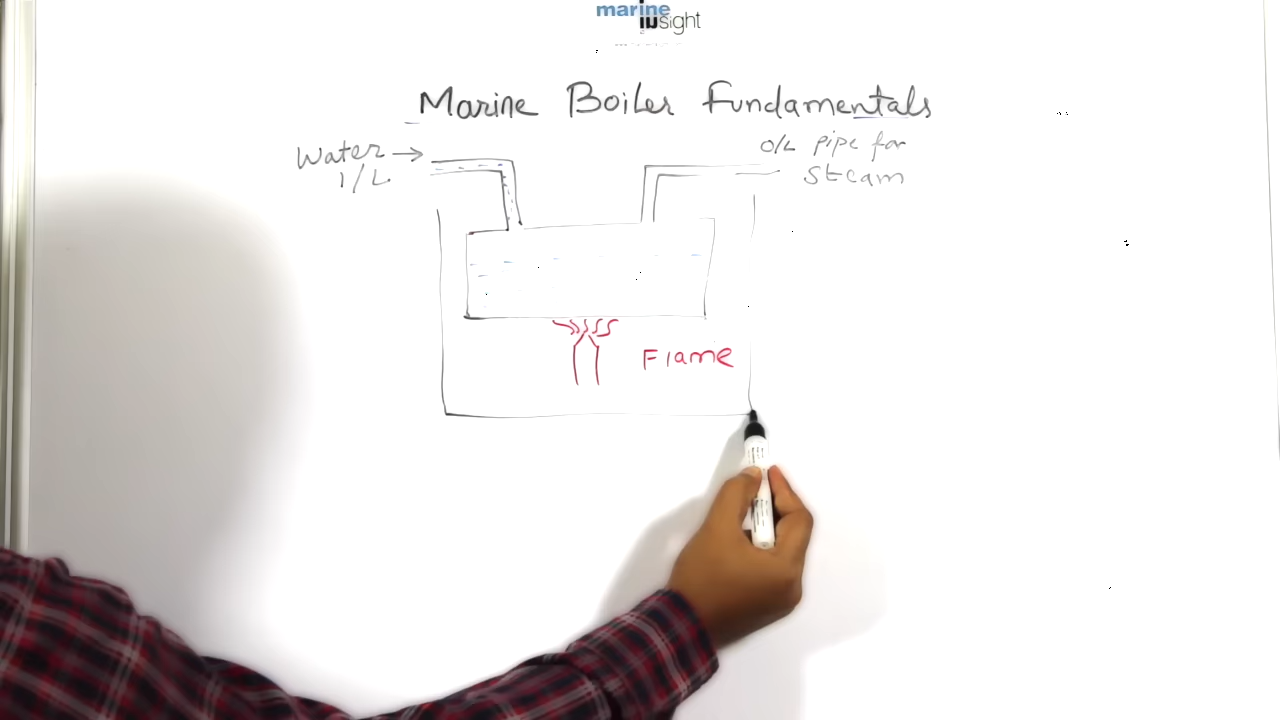 marine
insight
Marine Boiler Fundamentals
Water →
I/L
O/L pipe for
steam
Flame